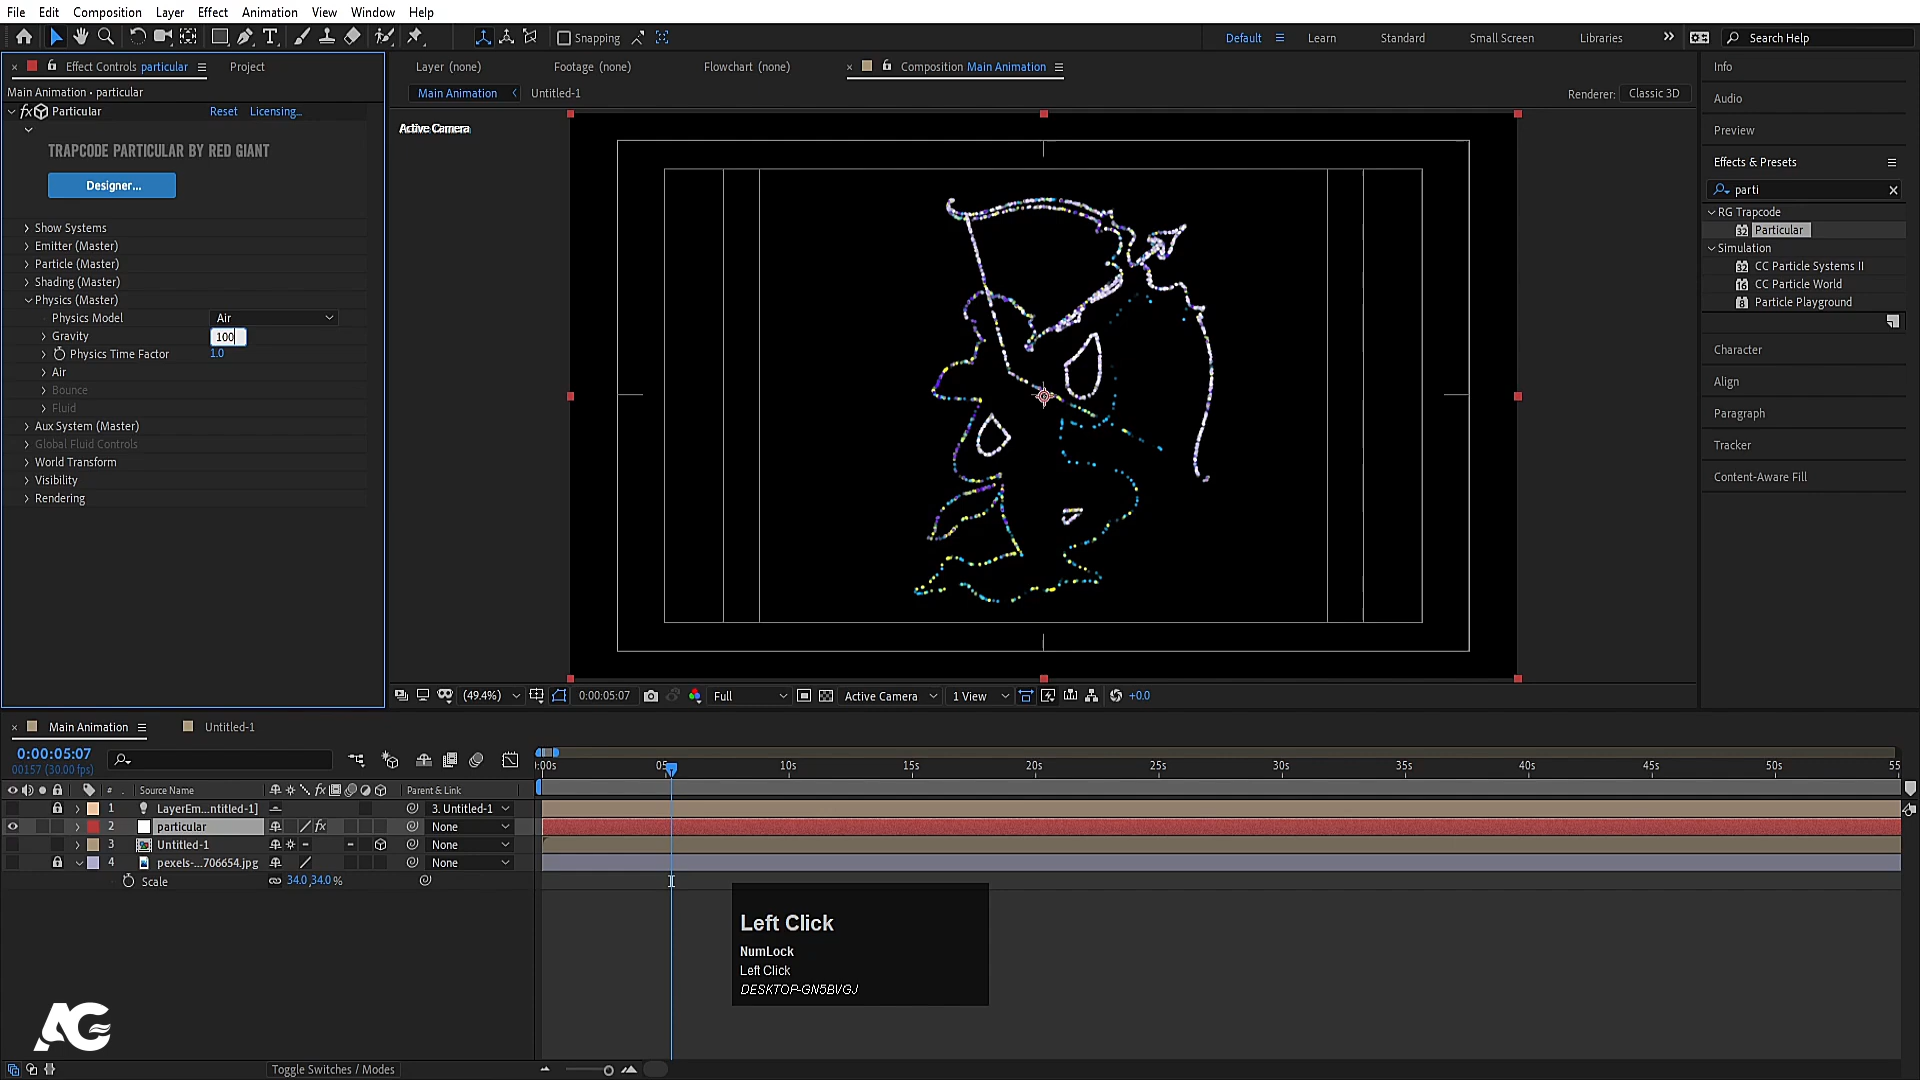 File Edit Composition Layer Effect Animation View Window Help
Snapping
Default Learn Standard Small Screen Libraries Search Help
Effect Controls particular Project
Main Animation • particular
fx Particular Reset Licensing...
TRAPCODE PARTICULAR BY RED GIANT
Designer...
Show Systems
Emitter (Master)
Particle (Master)
Shading (Master)
Physics (Master)
Physics Model Air
Gravity 100
Physics Time Factor 1.0
Air
Bounce
Fluid
Aux System (Master)
Global Fluid Controls
World Transform
Visibility
Rendering
Layer (none) Footage (none) Flowchart (none) Composition Main Animation
Main Animation Untitled-1 Renderer: Classic 3D
Active Camera
(49.4%) 0:00:05:07 Full Active Camera 1 View +0.0
Info
Audio
Preview
Effects & Presets
parti
RG Trapcode
Particular
Simulation
CC Particle Systems II
CC Particle World
Particle Playground
Character
Align
Paragraph
Tracker
Content-Aware Fill
Main Animation Untitled-1
0:00:05:07
00157 (30.00 fps)
:00s 05 10s 15s 20s 25s 30s 35s 40s 45s 50s 55
# Source Name fx Parent & Link
1 LayerEm...ntitled-1] 3. Untitled-1
2 particular fx None
3 Untitled-1 None
4 pexels-...706654.jpg None
Scale 34.0,34.0%
Left Click
NumLock
Left Click
DESKTOP-GN5BVGJ
AG
Toggle Switches / Modes